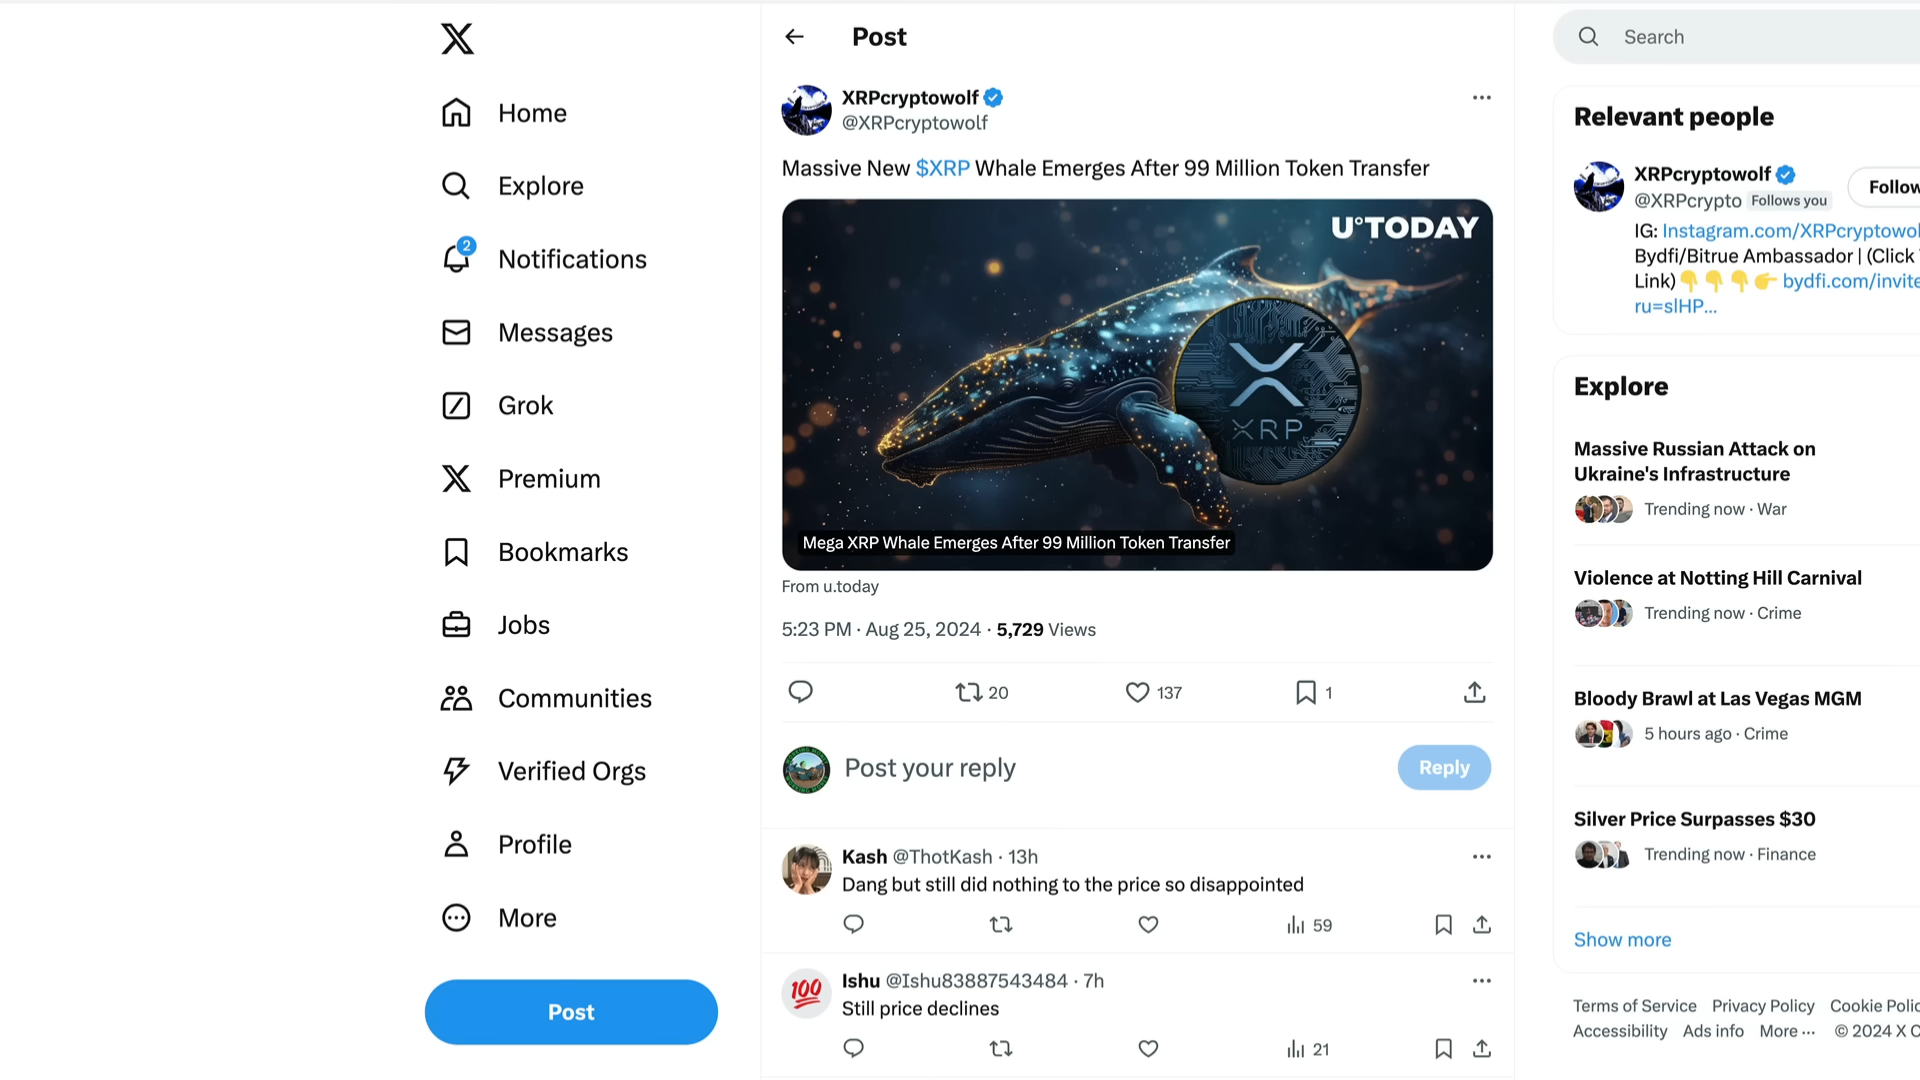 Home
Explore
2
Notifications
Messages
Grok
Premium
Bookmarks
Jobs
Communities
Verified Orgs
Profile
More
Post
Post
XRPcryptowolf
@XRPcryptowolf
Massive New $XRP Whale Emerges After 99 Million Token Transfer
U°TODAY
XRP
Mega XRP Whale Emerges After 99 Million Token Transfer
From u.today
5:23 PM · Aug 25, 2024 · 5,729 Views
20 137 1
Post your reply
Reply
Kash @ThotKash · 13h
Dang but still did nothing to the price so disappointed
59
100
Ishu @Ishu83887543484 · 7h
Still price declines
21
Search
Relevant people
XRPcryptowolf
@XRPcrypto Follows you
Follow
IG: Instagram.com/XRPcryptowol
Bydfi/Bitrue Ambassador | (Click
Link)👇👇👇👉 bydfi.com/invite
ru=slHP...
Explore
Massive Russian Attack on
Ukraine's Infrastructure
Trending now · War
Violence at Notting Hill Carnival
Trending now · Crime
Bloody Brawl at Las Vegas MGM
5 hours ago · Crime
Silver Price Surpasses $30
Trending now · Finance
Show more
Terms of Service Privacy Policy Cookie Polic
Accessibility Ads info More ··· © 2024 X C